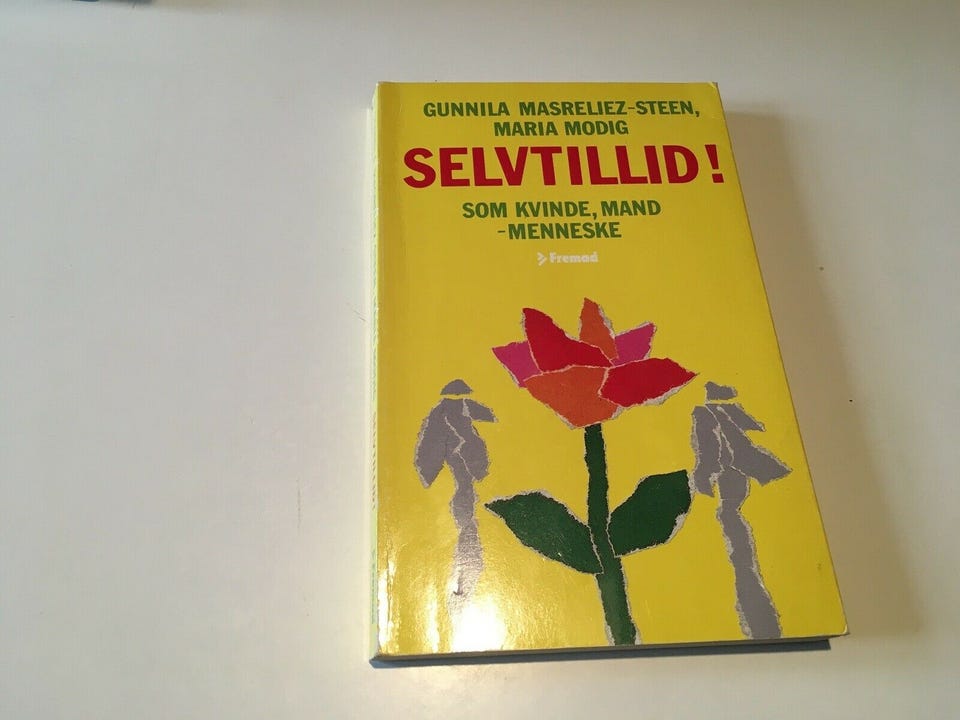 GUNNILA MASRELIEZ-STEEN,
MARIA MODIG
SELVTILLID!
SOM KVINDE, MAND
-MENNESKE
Fremad